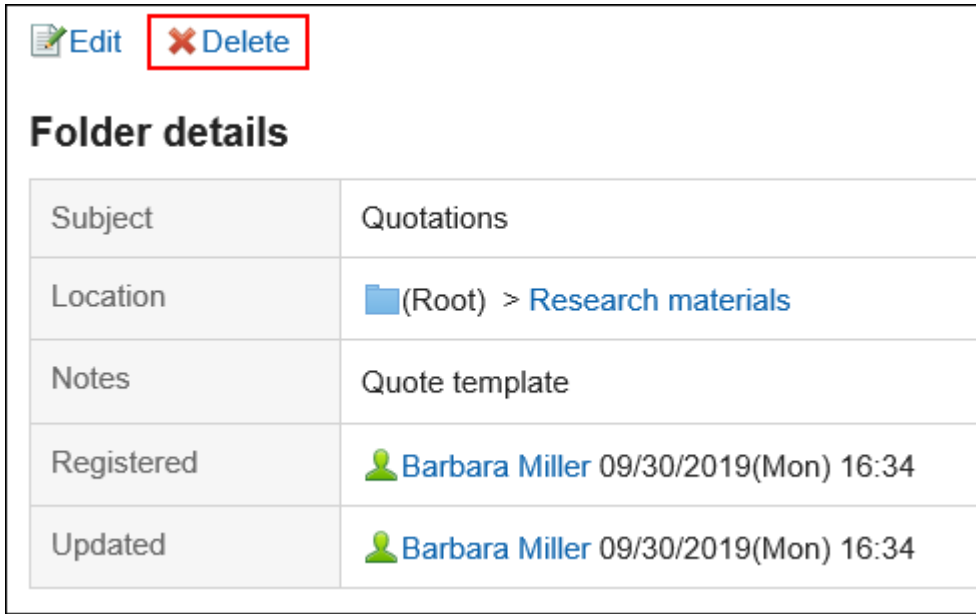 Edit Delete
Folder details
Subject Quotations
Location (Root) > Research materials
Notes Quote template
Registered Barbara Miller 09/30/2019(Mon) 16:34
Updated Barbara Miller 09/30/2019(Mon) 16:34